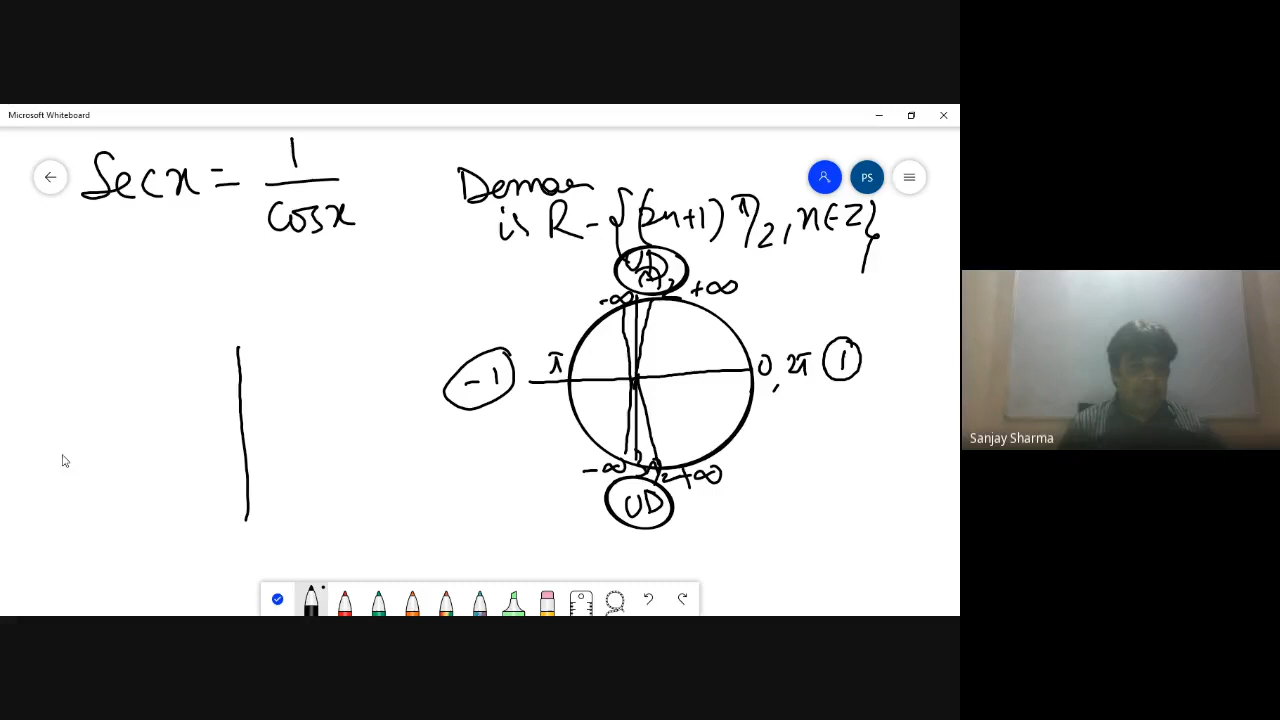 Microsoft Whiteboard
Secx = 1/cosx
Domain
is R - {(2n+1) π/2, n∈Z}
PS
UD
π/2
-∞ +∞
-1 π 0, 2π 1
-∞ +∞
UD
Sanjay Sharma